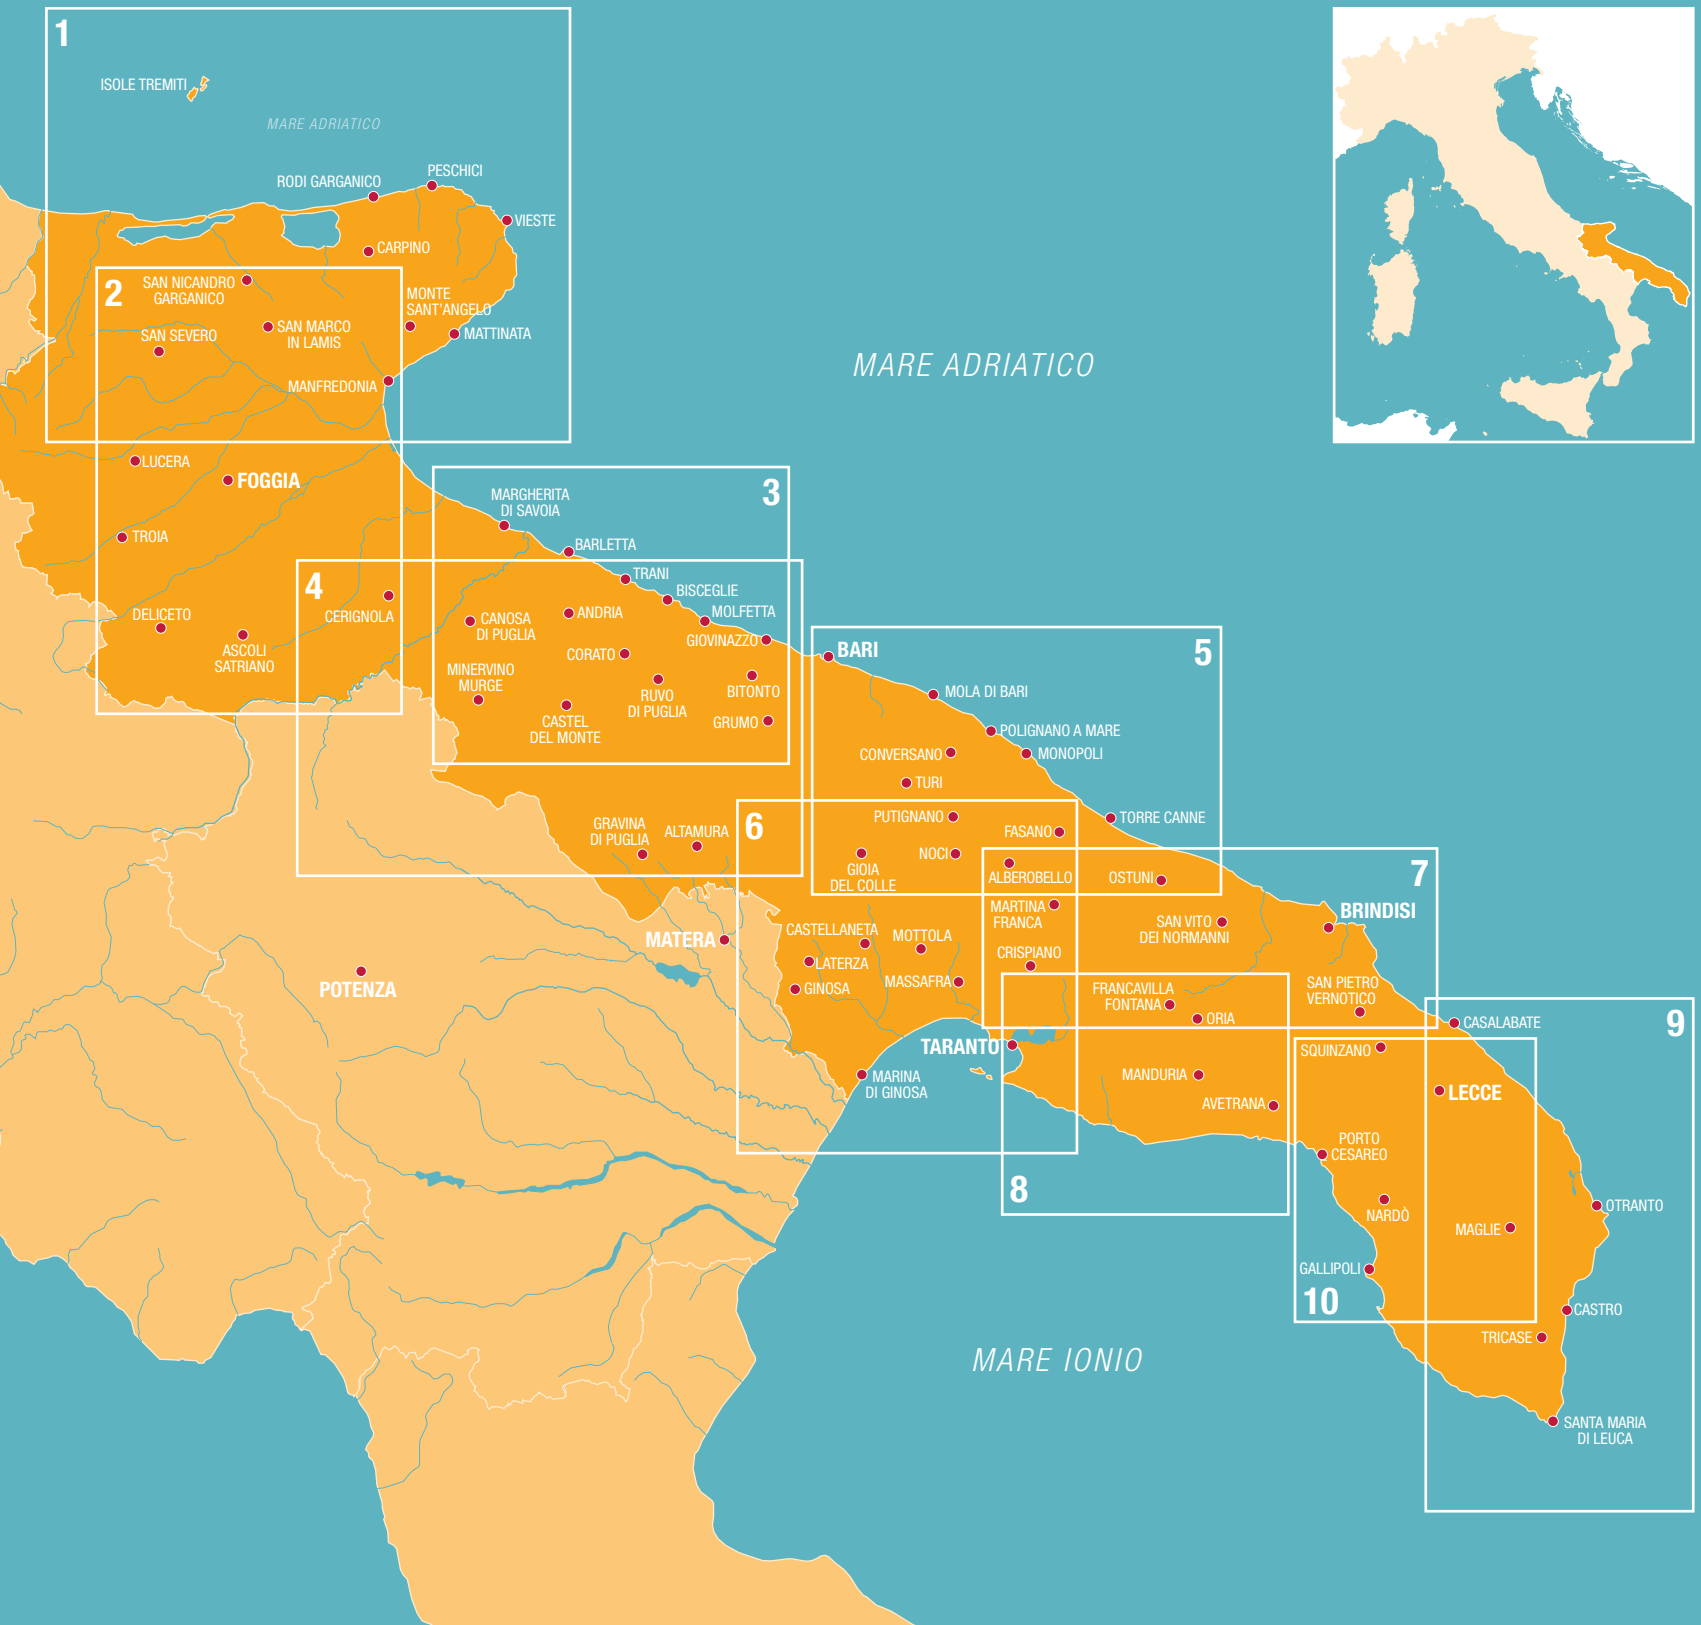 1
ISOLE TREMITI
MARE ADRIATICO
PESCHICI
RODI GARGANICO
VIESTE
CARPINO
2
SAN NICANDRO
GARGANICO
MONTE
SANT'ANGELO
SAN MARCO
IN LAMIS
SAN SEVERO
MATTINATA
MARE ADRIATICO
MANFREDONIA
LUCERA
FOGGIA
3
MARGHERITA
DI SAVOIA
TROIA
BARLETTA
4
TRANI
BISCEGLIE
CERIGNOLA
DELICETO
CANOSA
DI PUGLIA
ANDRIA
MOLFETTA
GIOVINAZZO
ASCOLI
SATRIANO
CORATO
BARI
5
MINERVINO
MURGE
RUVO
DI PUGLIA
BITONTO
MOLA DI BARI
CASTEL
DEL MONTE
GRUMO
POLIGNANO A MARE
CONVERSANO
MONOPOLI
TURI
GRAVINA
DI PUGLIA
ALTAMURA
6
PUTIGNANO
FASANO
TORRE CANNE
NOCI
GIOIA
DEL COLLE
ALBEROBELLO
OSTUNI
7
MARTINA
FRANCA
BRINDISI
SAN VITO
DEI NORMANNI
MATERA
CASTELLANETA
MOTTOLA
CRISPIANO
LATERZA
POTENZA
GINOSA
MASSAFRA
FRANCAVILLA
FONTANA
SAN PIETRO
VERNOTICO
ORIA
CASALABATE
9
TARANTO
SQUINZANO
MARINA
DI GINOSA
MANDURIA
LECCE
AVETRANA
PORTO
CESAREO
8
NARDÒ
OTRANTO
MAGLIE
GALLIPOLI
10
CASTRO
TRICASE
MARE IONIO
SANTA MARIA
DI LEUCA